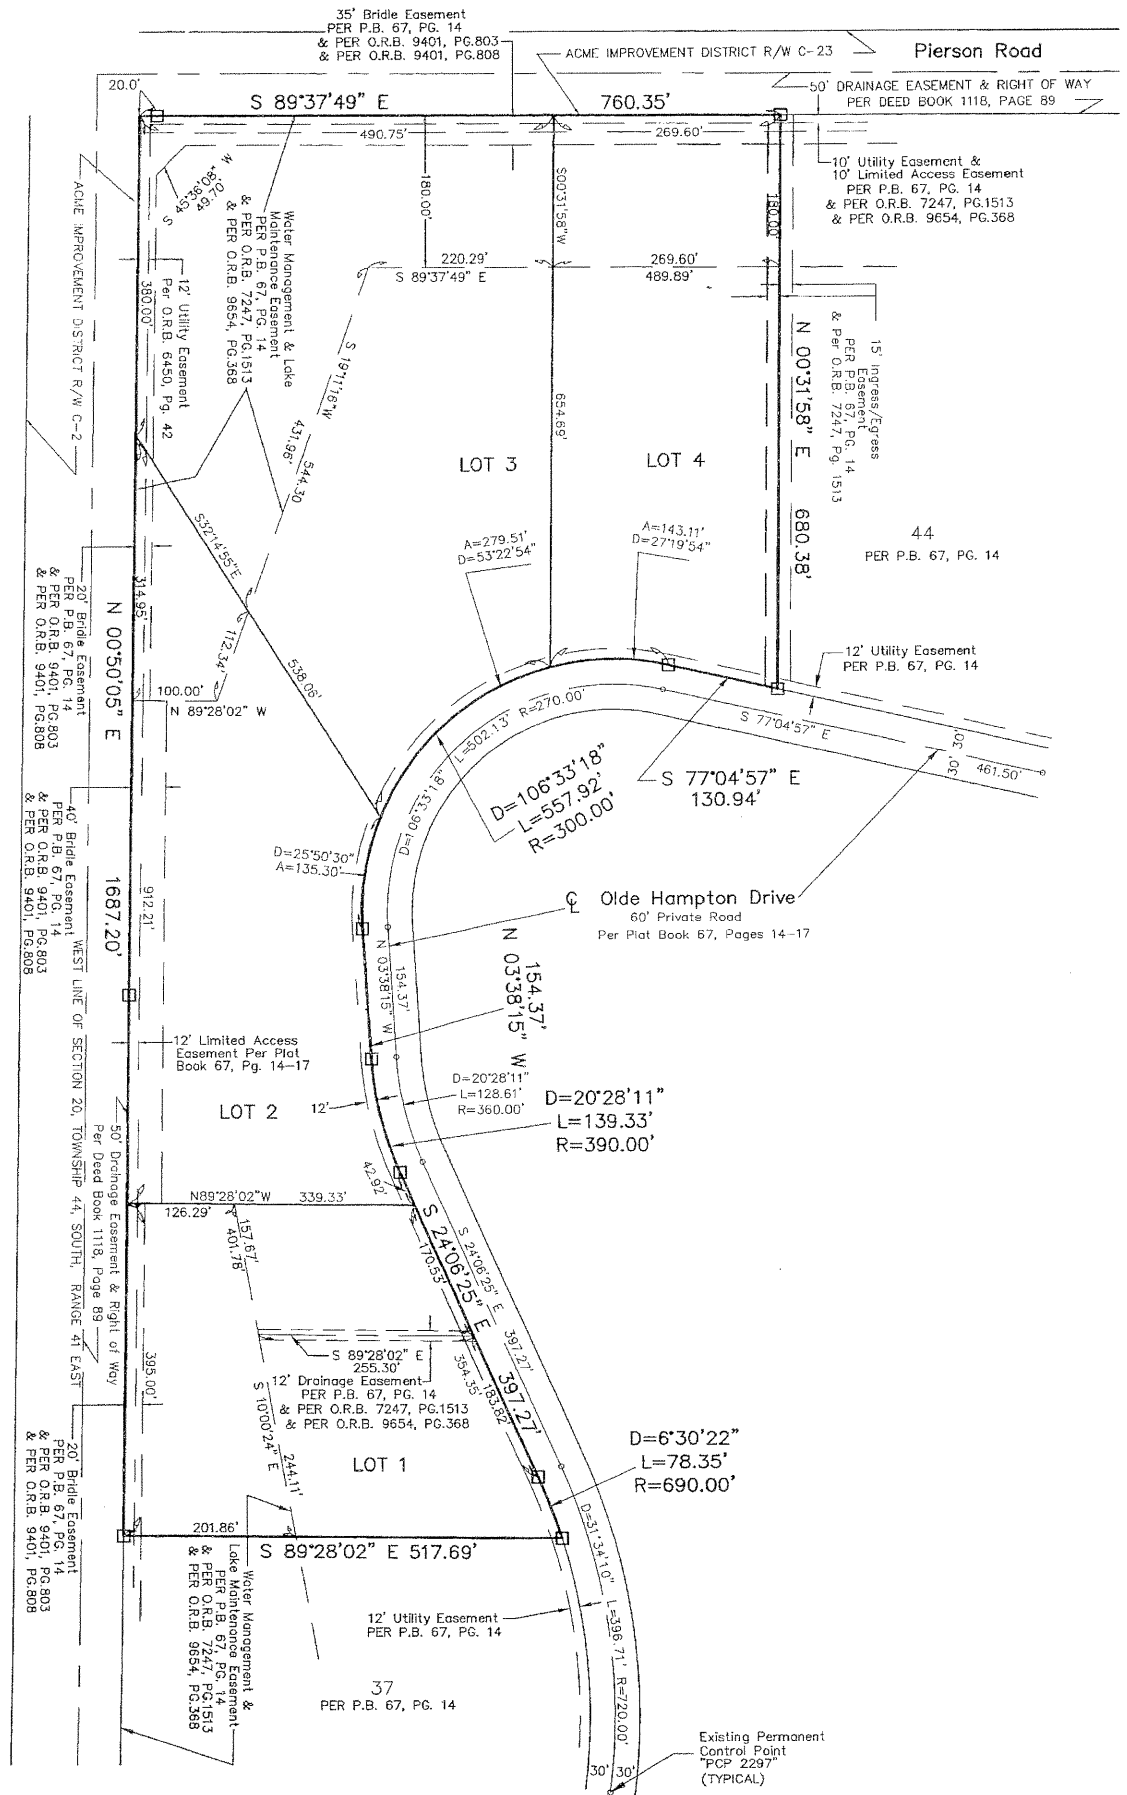 35' Bridle Easement
PER P.B. 67, PG. 14
& PER O.R.B. 9401, PG.803
& PER O.R.B. 9401, PG.808
ACME IMPROVEMENT DISTRICT R/W C-23
Pierson Road
50' DRAINAGE EASEMENT & RIGHT OF WAY
PER DEED BOOK 1118, PAGE 89
20.0'
S 89°37'49" E
760.35'
490.75'
269.60'
10' Utility Easement &
10' Limited Access Easement
PER P.B. 67, PG. 14
& PER O.R.B. 7247, PG.1513
& PER O.R.B. 9654, PG.368
S 45°36'08" W
49.70'
180.00'
S00°31'58"W
180.00'
ACME IMPROVEMENT DISTRICT R/W C-2
Water Management & Lake
Maintenance Easement
PER P.B. 67, PG. 14
& PER O.R.B. 7247, PG.1513
& PER O.R.B. 9654, PG.368
220.29'
S 89°37'49" E
269.60'
489.89'
12' Utility Easement
Per O.R.B. 6450, Pg. 42
380.00'
S 19°11'16"W
431.96'
544.30
654.69'
N 00°31'58" E 680.38'
15' Ingress/Egress
Easement
PER P.B. 67, PG. 14
& Per O.R.B. 7247, Pg. 1513
LOT 3
LOT 4
A=279.51'
D=53°22'54"
A=143.11'
D=27°19'54"
44
PER P.B. 67, PG. 14
S32°14'55"E
538.06'
112.34'
314.95'
20' Bridle Easement
PER P.B. 67, PG. 14
& PER O.R.B. 9401, PG.803
& PER O.R.B. 9401, PG.808
N 00°50'05" E
1687.20'
100.00'
N 89°28'02" W
12' Utility Easement
PER P.B. 67, PG. 14
S 77°04'57" E
30' 30'
461.50'
S 77°04'57" E
130.94'
D=106°33'18" L=502.13' R=270.00'
D=106°33'18"
L=557.92'
R=300.00'
D=25°50'30"
A=135.30'
40' Bridle Easement
PER P.B. 67, PG. 14
& PER O.R.B. 9401, PG.803
& PER O.R.B. 9401, PG.808
912.21'
℄ Olde Hampton Drive
60' Private Road
Per Plat Book 67, Pages 14-17
N 03°38'15" W
154.37'
154.37'
N 03°38'15" W
WEST LINE OF SECTION 20, TOWNSHIP 44, SOUTH, RANGE 41 EAST
12' Limited Access
Easement Per Plat
Book 67, Pg. 14-17
LOT 2
12'
D=20°28'11"
L=128.61'
R=360.00'
D=20°28'11"
L=139.33'
R=390.00'
50' Drainage Easement & Right of Way
Per Deed Book 1118, Page 89
42.92'
N89°28'02"W
339.33'
126.29'
157.67'
401.78'
170.53'
S 24°06'25" E
397.27'
S 24°06'25" E
397.27'
354.35'
183.82'
S 89°28'02" E
255.30'
12' Drainage Easement
PER P.B. 67, PG. 14
& PER O.R.B. 7247, PG.1513
& PER O.R.B. 9654, PG.368
395.00'
S 10°00'24" E
244.11'
LOT 1
20' Bridle Easement
PER P.B. 67, PG. 14
& PER O.R.B. 9401, PG.803
& PER O.R.B. 9401, PG.808
D=6°30'22"
L=78.35'
R=690.00'
201.86'
S 89°28'02" E 517.69'
D=31°34'10" L=396.71' R=720.00'
Water Management &
Lake Maintenance Easement
PER P.B. 67, PG. 14
& PER O.R.B. 7247, PG.1513
& PER O.R.B. 9654, PG.368
12' Utility Easement
PER P.B. 67, PG. 14
37
PER P.B. 67, PG. 14
30' 30'
Existing Permanent
Control Point
"PCP 2297"
(TYPICAL)